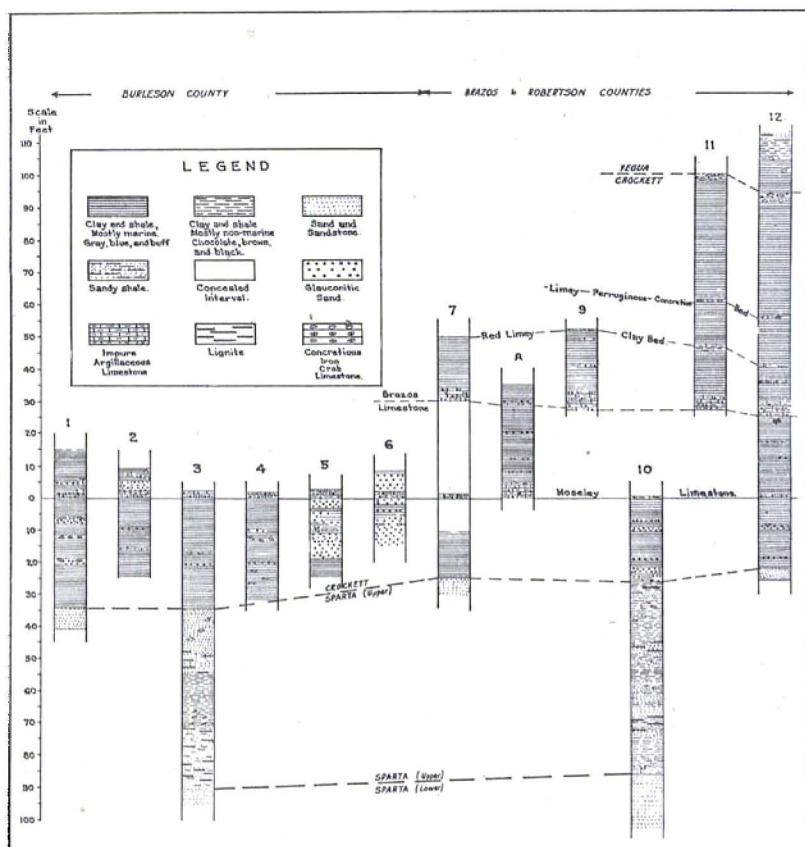 BURLESON COUNTY
BRAZOS & ROBERTSON COUNTIES
Scale
in
Feet
110
100
90
80
70
60
50
40
30
20
10
0
10
20
30
40
50
60
70
80
90
100
LEGEND
Clay and shale,
Mostly marine.
Gray, blue, and buff
Clay and shale
Mostly non-marine
Chocolate, brown,
and black.
Sand and
Sandstone.
Sandy shale.
Concealed
Interval.
Glauconitic
Sand.
Impure
Argillaceous
Limestone
Lignite
Concretions
Iron
Crab
Limestone.
1
2
3
4
5
6
7
8
9
10
11
12
YEGUA
CROCKETT
Limey Ferruginous Concretion Bed
Red Limey Clay Bed
Brazos
Limestone
Moseley Limestone
CROCKETT
SPARTA (Upper)
SPARTA (Upper)
SPARTA (Lower)